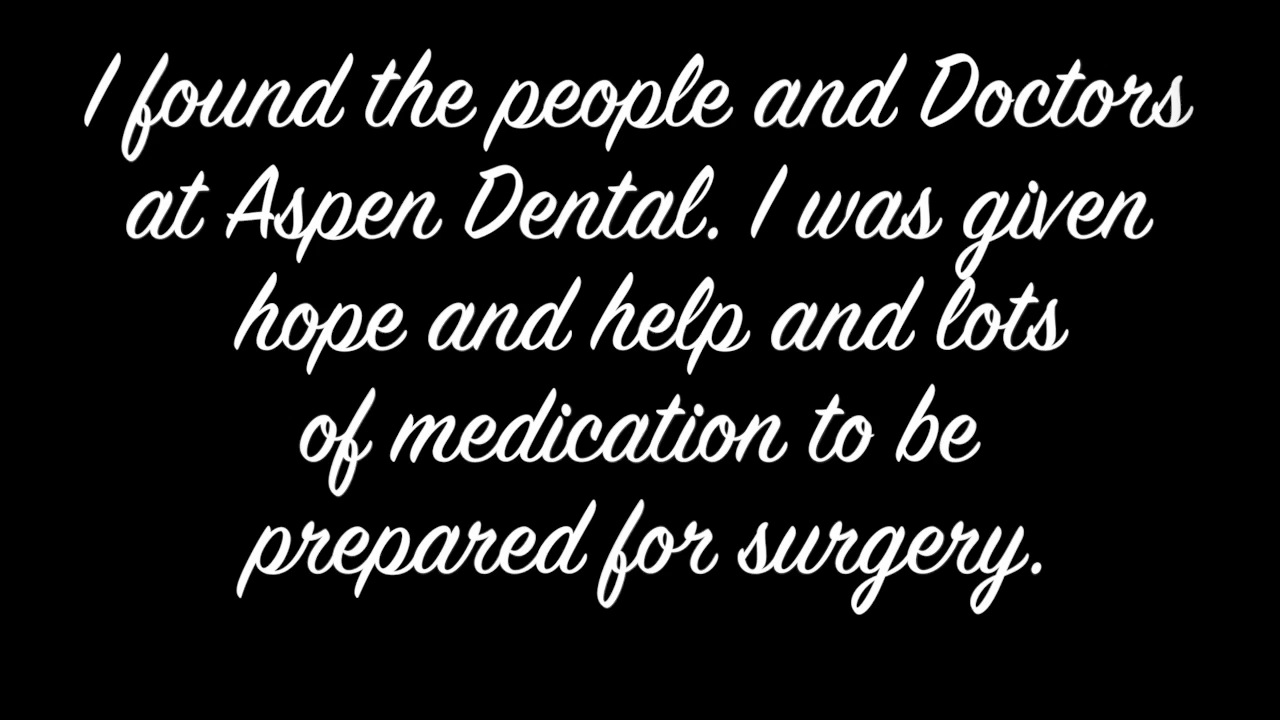 I found the people and Doctors
at Aspen Dental. I was given
hope and help and lots
of medication to be
prepared for surgery.